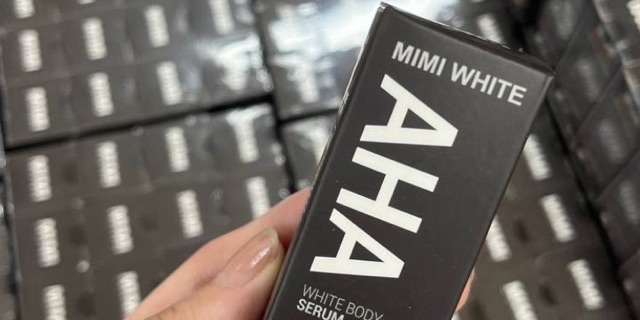 MIMI WHITE
AHA
WHITE BODY
SERUM